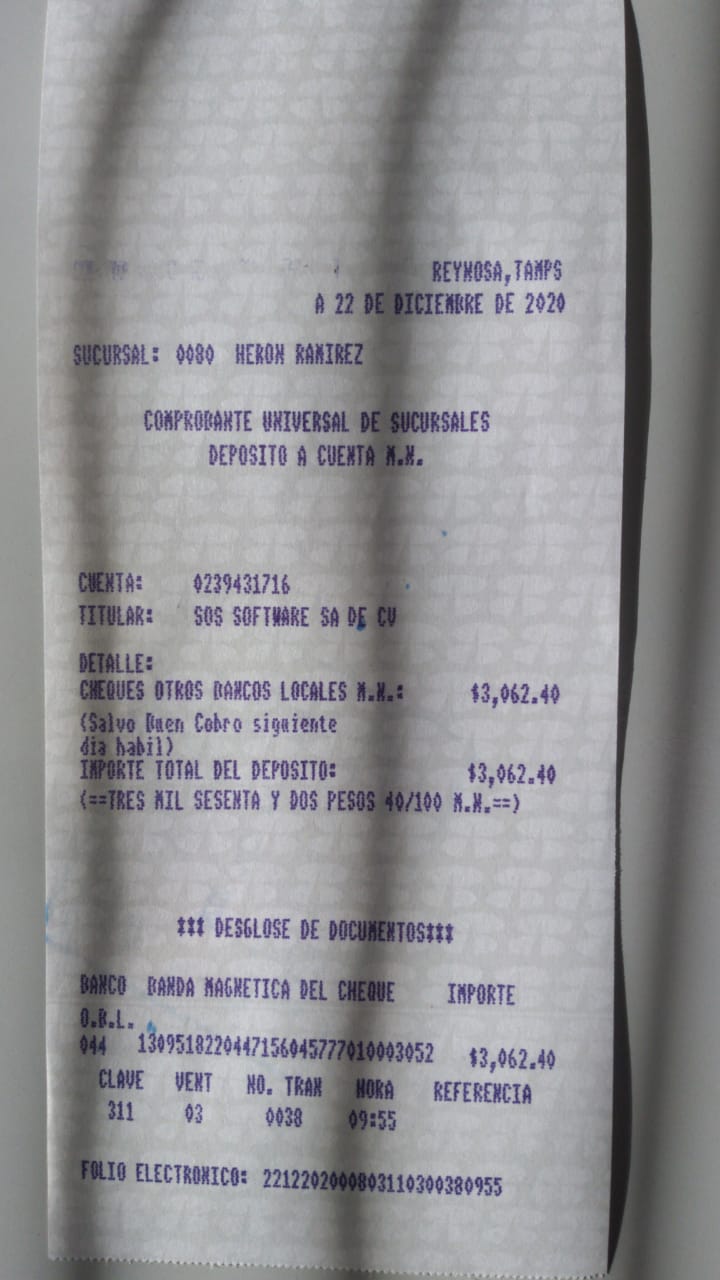 REYNOSA,TAMPS
A 22 DE DICIEMBRE DE 2020
SUCURSAL: 0080 HERON RAMIREZ
COMPROBANTE UNIVERSAL DE SUCURSALES
DEPOSITO A CUENTA M.N.
CUENTA: 0239431716
TITULAR: SOS SOFTWARE SA DE CV
DETALLE:
CHEQUES OTROS BANCOS LOCALES M.N.: $3,062.40
(Salvo Buen Cobro siguiente
dia habil)
IMPORTE TOTAL DEL DEPOSITO: $3,062.40
(==TRES MIL SESENTA Y DOS PESOS 40/100 M.N.==)
*** DESGLOSE DE DOCUMENTOS***
BANCO BANDA MAGNETICA DEL CHEQUE IMPORTE
O.B.L.
044 1309518220447156045777010003052 $3,062.40
CLAVE VENT NO. TRAN HORA REFERENCIA
311 03 0038 09:55
FOLIO ELECTRONICO: 2212202000803110300380955